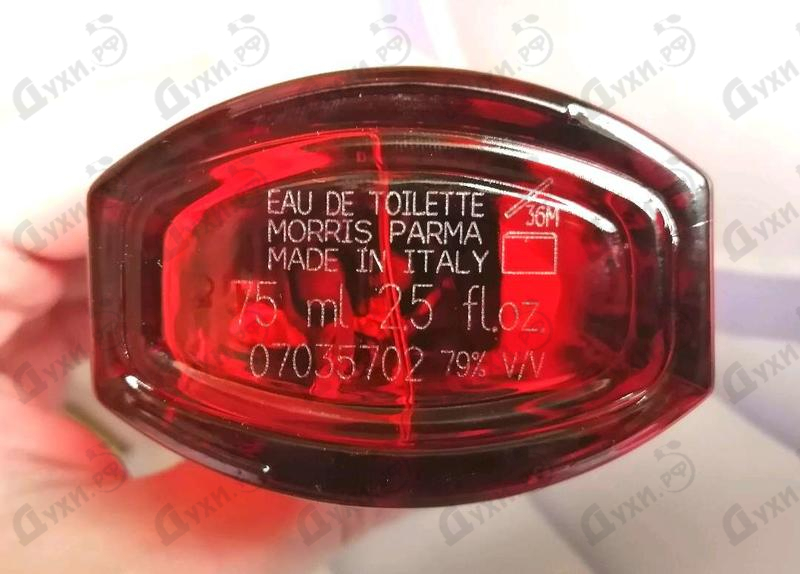 EAU DE TOILETTE
36M
MORRIS PARMA
MADE IN ITALY
75 ml 2.5 fl.oz.
07035702 79% V/V
Духи.рф